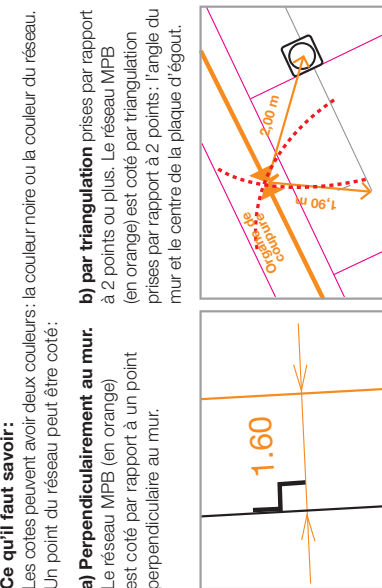 Ce qu'il faut savoir :
Les cotes peuvent avoir deux couleurs : la couleur noire ou la couleur du réseau.
Un point du réseau peut être coté :
a) Perpendiculairement au mur.
Le réseau MPB (en orange)
est coté par rapport à un point
perpendiculaire au mur.
1.60
b) par triangulation prises par rapport
à 2 points ou plus. Le réseau MPB
(en orange) est coté par triangulation
prises par rapport à 2 points : l'angle du
mur et le centre de la plaque d'égout.
Organe de
coupure
2,00 m
1,90 m